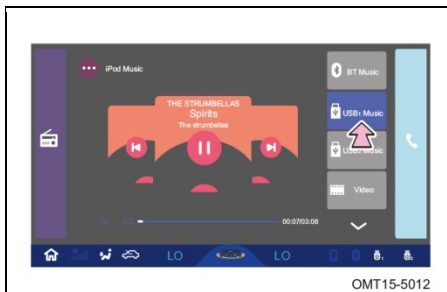 iPod Music
BT Music
THE STRUMBELLAS
Spirits
The strumbellas
USB1 Music
Music
Video
00:07/03:08
LO
LO
OMT15-5012